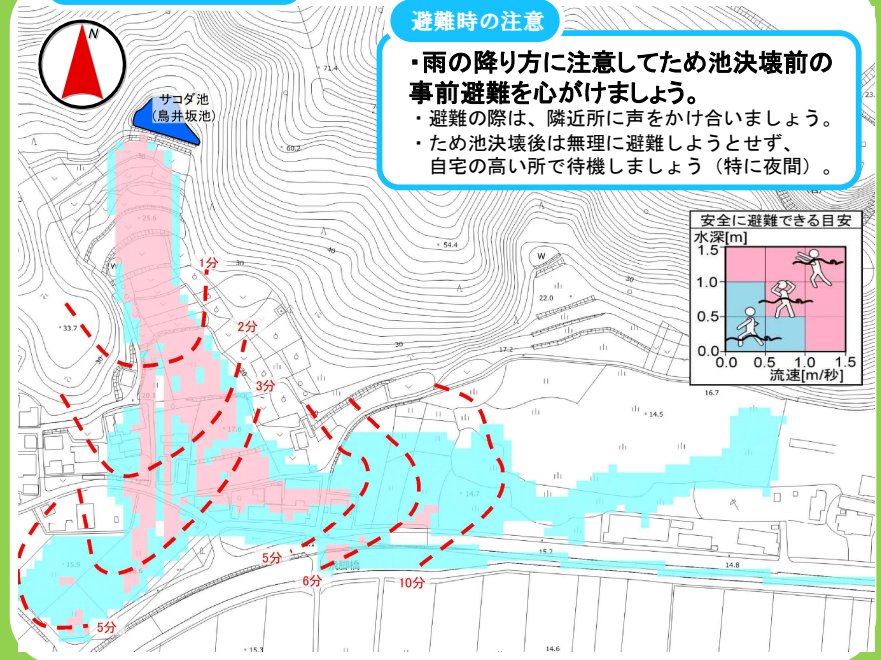 避難時の注意
・雨の降り方に注意してため池決壊前の
事前避難を心がけましょう。
・避難の際は、隣近所に声をかけ合いましょう。
・ため池決壊後は無理に避難しようとせず、
自宅の高い所で待機しましょう（特に夜間）。
N
サコダ池
（鳥井坂池）
71.4
60.2
54.4
25.6
W
W
30
40
30
30
30
22.0
33.7
17.2
16.7
14.5
17.6
14.7
15.9
15.2
14.8
15.3
14.6
1分
2分
3分
5分
6分
10分
5分
安全に避難できる目安
水深[m]
1.5
1.0
0.5
0.0
0.0 0.5 1.0 1.5
流速[m/秒]